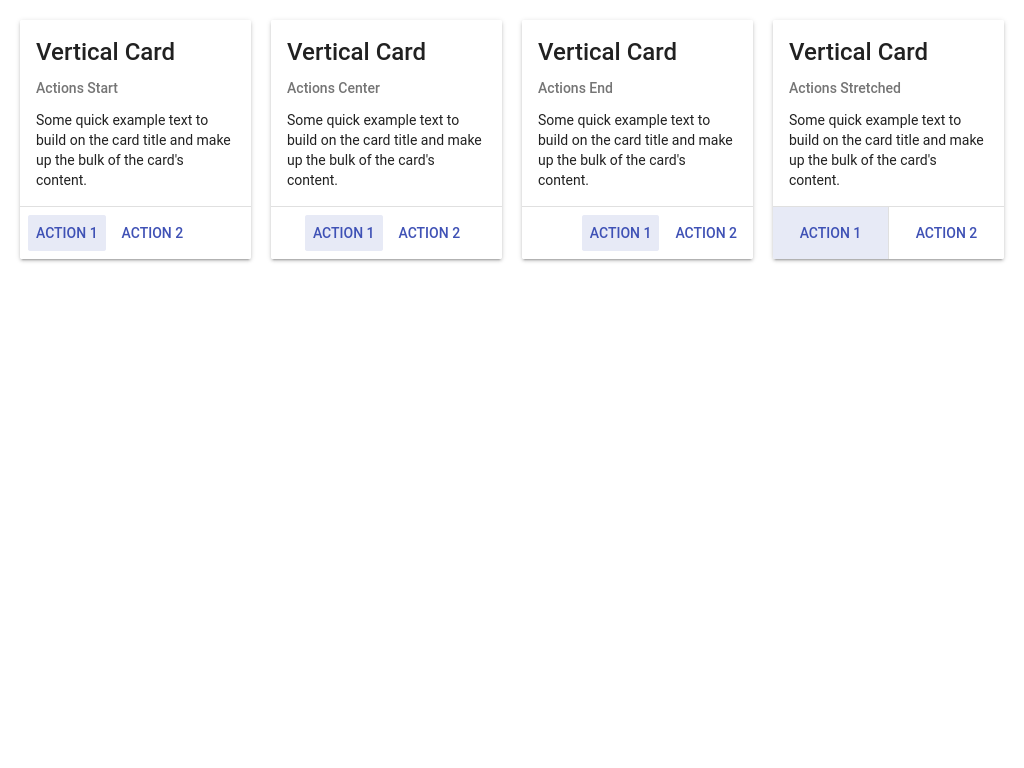 Vertical Card
Actions Start
Some quick example text to
build on the card title and make
up the bulk of the card's
content.
ACTION 1 ACTION 2
Vertical Card
Actions Center
Some quick example text to
build on the card title and make
up the bulk of the card's
content.
ACTION 1 ACTION 2
Vertical Card
Actions End
Some quick example text to
build on the card title and make
up the bulk of the card's
content.
ACTION 1 ACTION 2
Vertical Card
Actions Stretched
Some quick example text to
build on the card title and make
up the bulk of the card's
content.
ACTION 1 ACTION 2